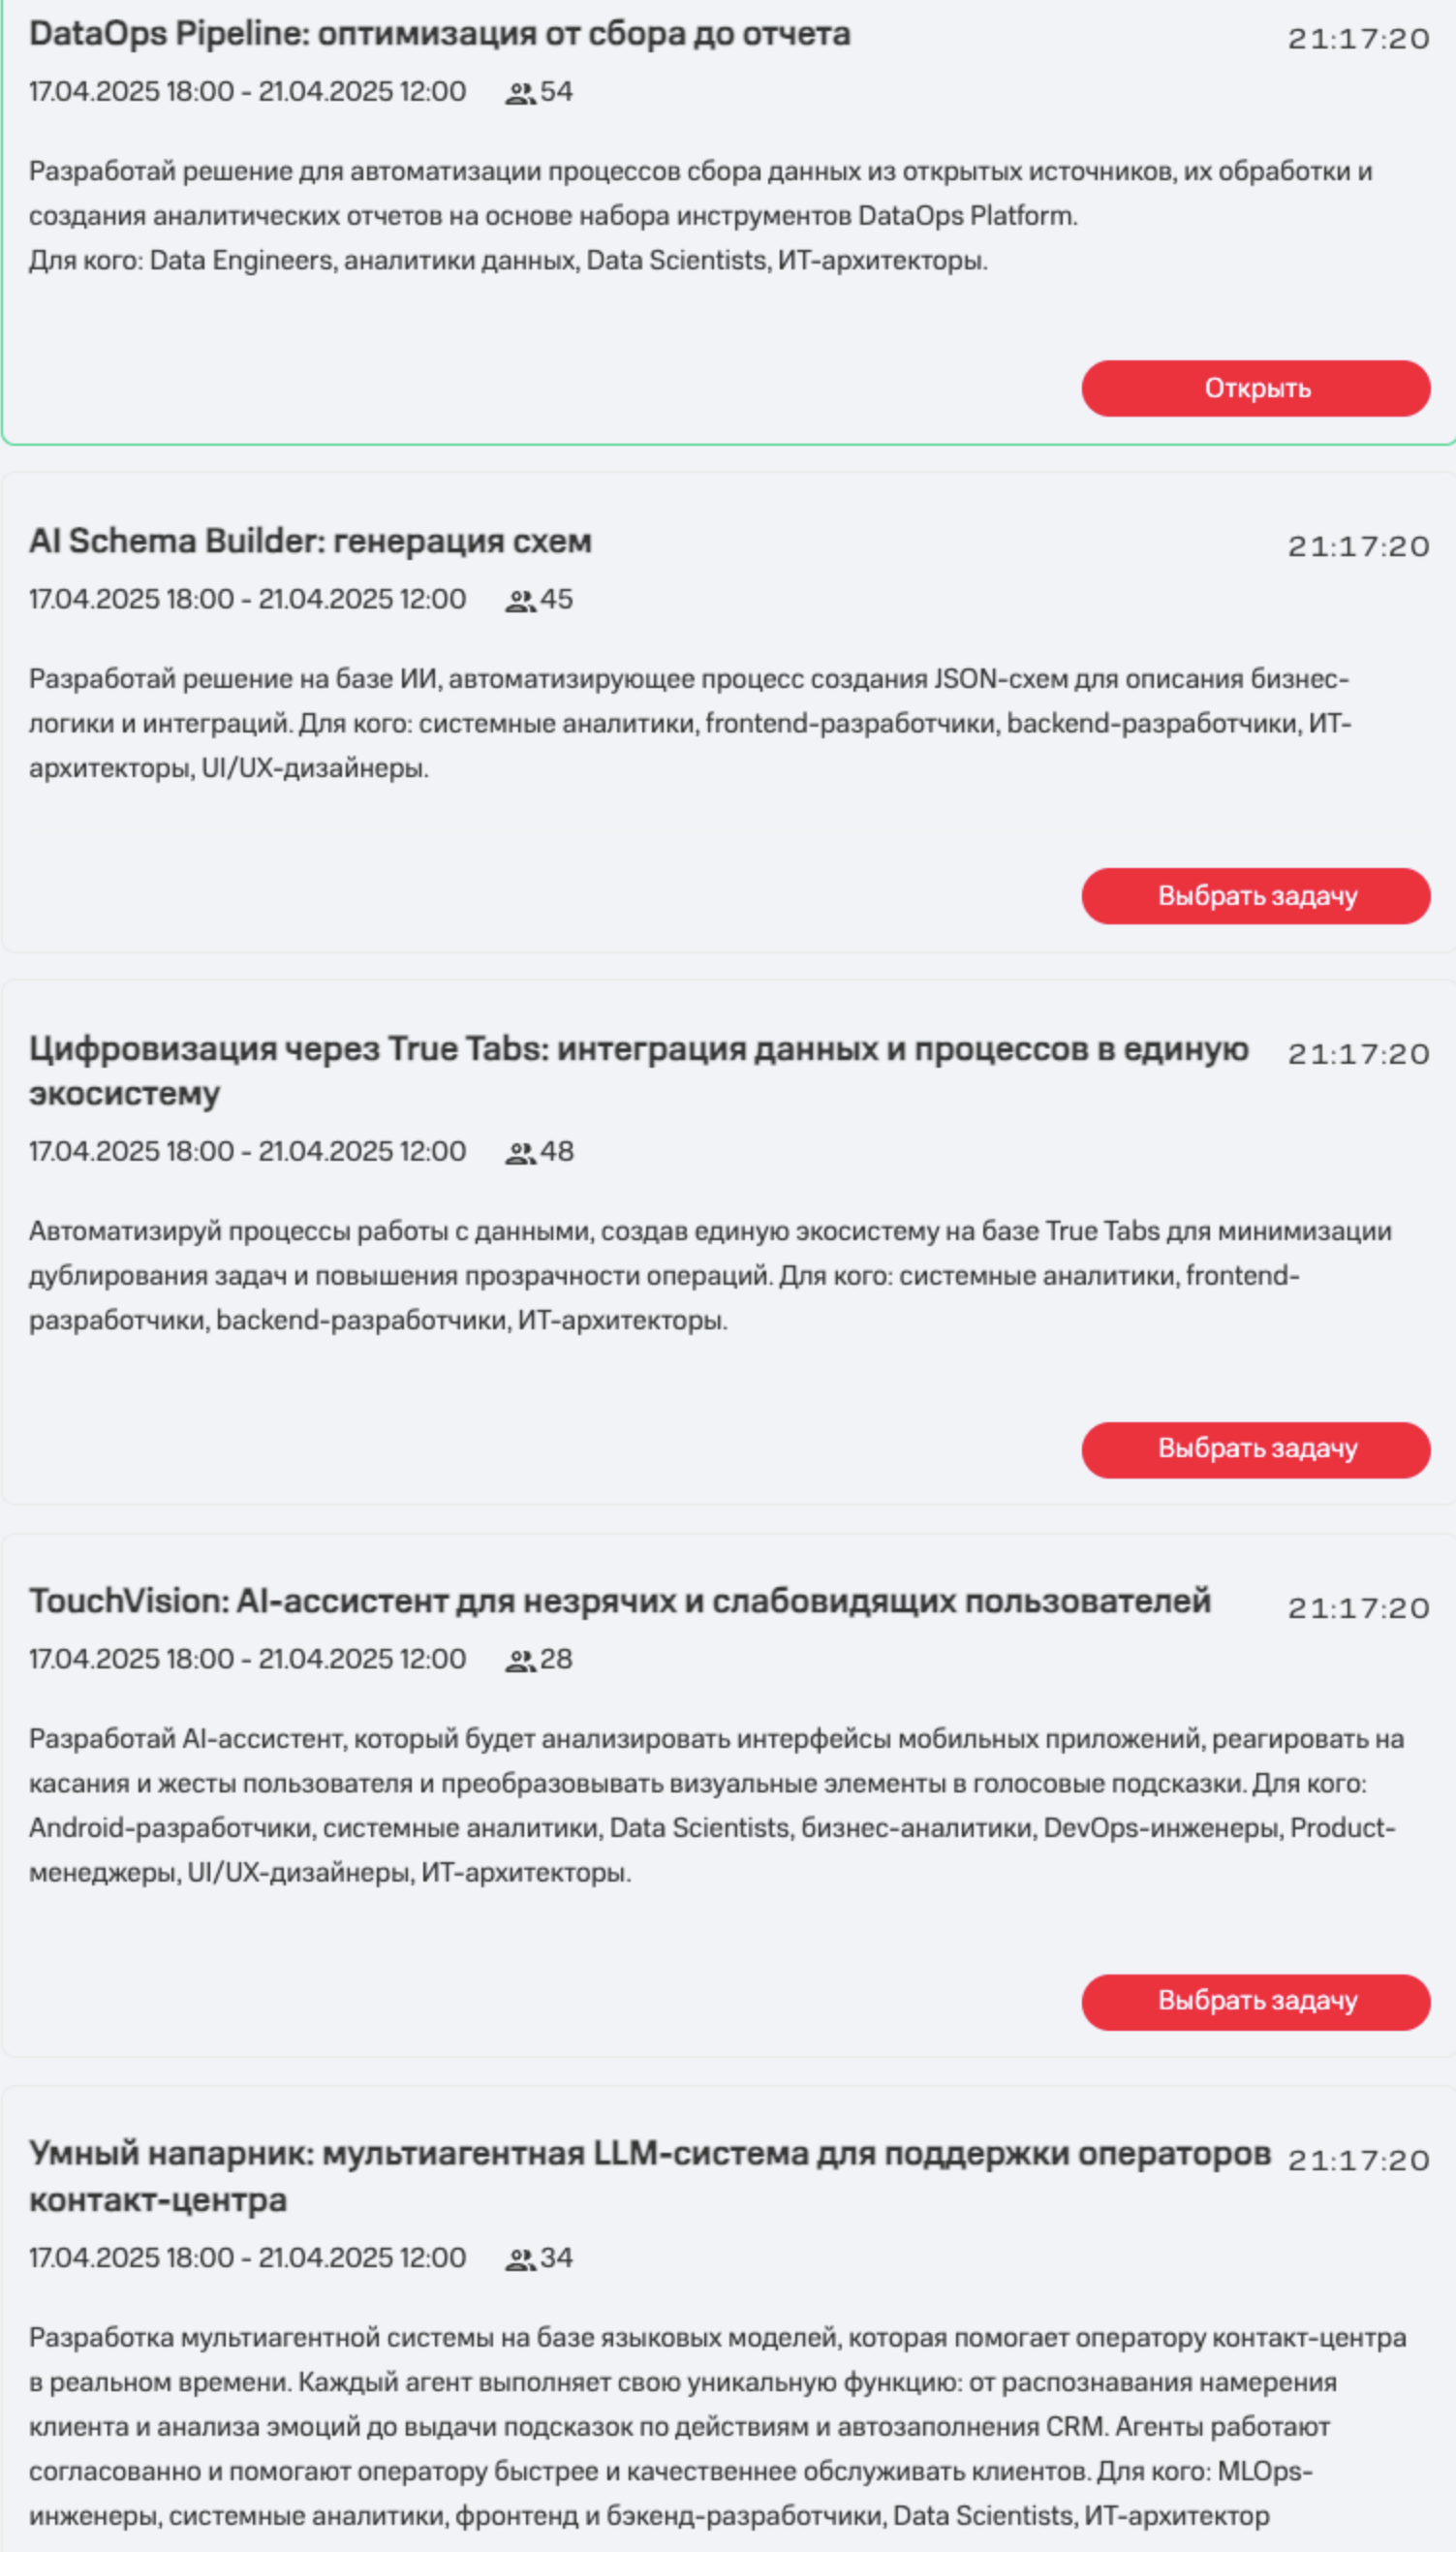 DataOps Pipeline: оптимизация от сбора до отчета
21:17:20
17.04.2025 18:00 - 21.04.2025 12:00 54
Разработай решение для автоматизации процессов сбора данных из открытых источников, их обработки и
создания аналитических отчетов на основе набора инструментов DataOps Platform.
Для кого: Data Engineers, аналитики данных, Data Scientists, ИТ-архитекторы.
Открыть
AI Schema Builder: генерация схем
21:17:20
17.04.2025 18:00 - 21.04.2025 12:00 45
Разработай решение на базе ИИ, автоматизирующее процесс создания JSON-схем для описания бизнес-
логики и интеграций. Для кого: системные аналитики, frontend-разработчики, backend-разработчики, ИТ-
архитекторы, UI/UX-дизайнеры.
Выбрать задачу
Цифровизация через True Tabs: интеграция данных и процессов в единую
экосистему
21:17:20
17.04.2025 18:00 - 21.04.2025 12:00 48
Автоматизируй процессы работы с данными, создав единую экосистему на базе True Tabs для минимизации
дублирования задач и повышения прозрачности операций. Для кого: системные аналитики, frontend-
разработчики, backend-разработчики, ИТ-архитекторы.
Выбрать задачу
TouchVision: AI-ассистент для незрячих и слабовидящих пользователей
21:17:20
17.04.2025 18:00 - 21.04.2025 12:00 28
Разработай AI-ассистент, который будет анализировать интерфейсы мобильных приложений, реагировать на
касания и жесты пользователя и преобразовывать визуальные элементы в голосовые подсказки. Для кого:
Android-разработчики, системные аналитики, Data Scientists, бизнес-аналитики, DevOps-инженеры, Product-
менеджеры, UI/UX-дизайнеры, ИТ-архитекторы.
Выбрать задачу
Умный напарник: мультиагентная LLM-система для поддержки операторов
контакт-центра
21:17:20
17.04.2025 18:00 - 21.04.2025 12:00 34
Разработка мультиагентной системы на базе языковых моделей, которая помогает оператору контакт-центра
в реальном времени. Каждый агент выполняет свою уникальную функцию: от распознавания намерения
клиента и анализа эмоций до выдачи подсказок по действиям и автозаполнения CRM. Агенты работают
согласованно и помогают оператору быстрее и качественнее обслуживать клиентов. Для кого: MLOps-
инженеры, системные аналитики, фронтенд и бэкенд-разработчики, Data Scientists, ИТ-архитектор